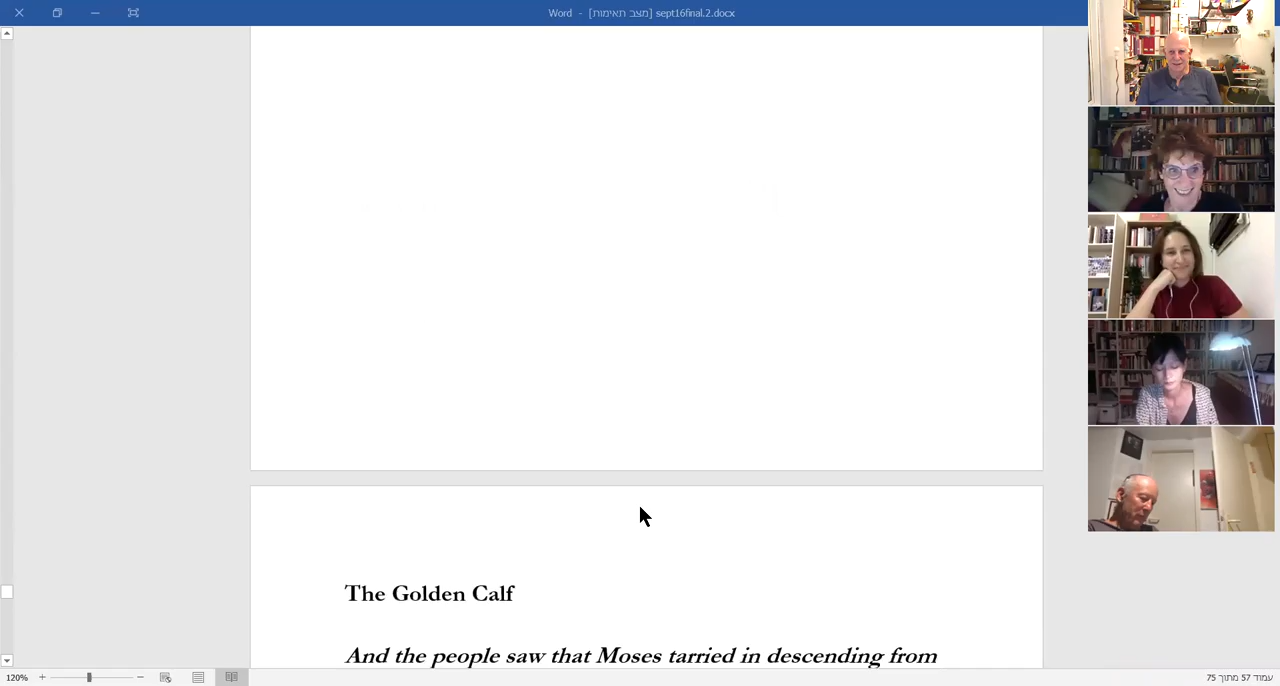 Word - [מצב תאימות] sept16final.2.docx
The Golden Calf
And the people saw that Moses tarried in descending from
120%
עמוד 57 מתוך 75